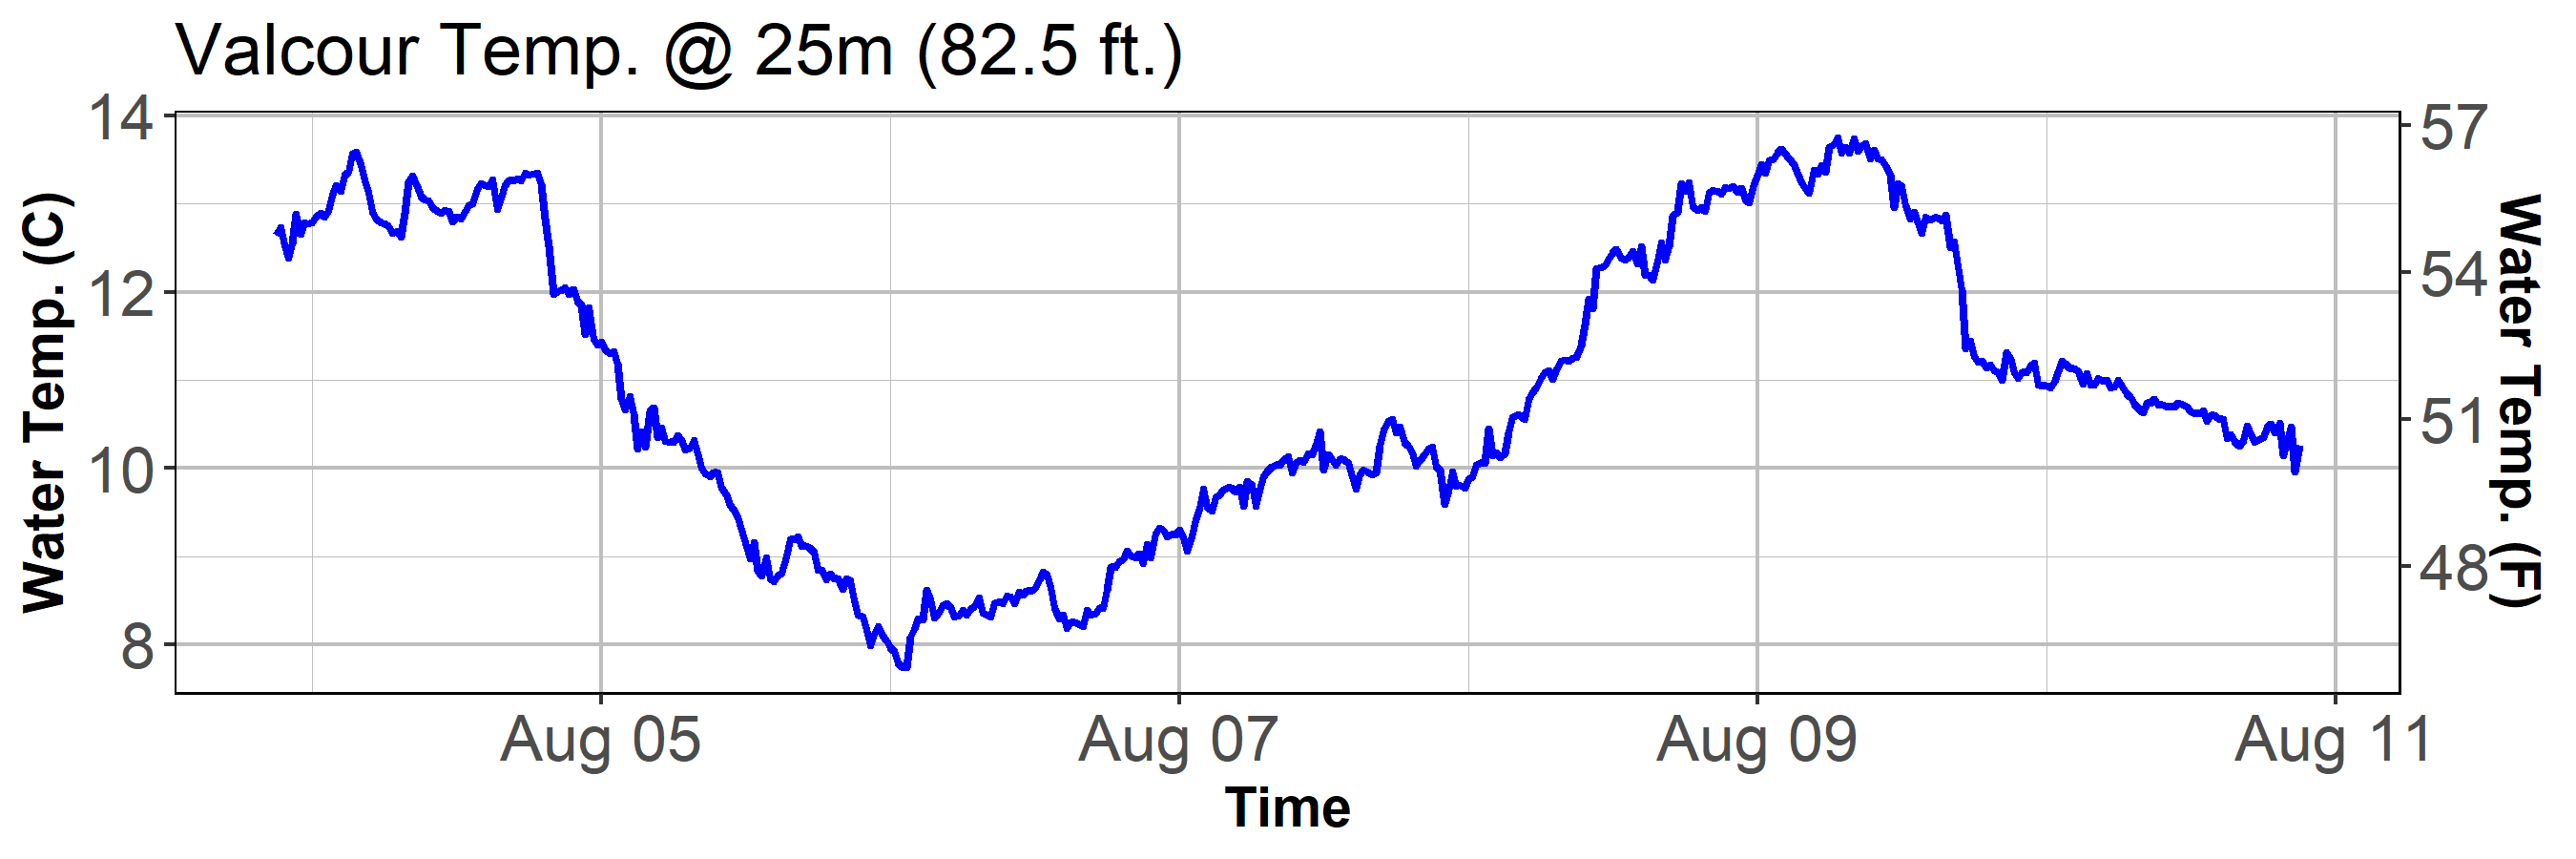 Valcour Temp. @ 25m (82.5 ft.)
Water Temp. (C)
14
12
10
8
57
54
51
48
Water Temp. (F)
Aug 05
Aug 07
Aug 09
Aug 11
Time